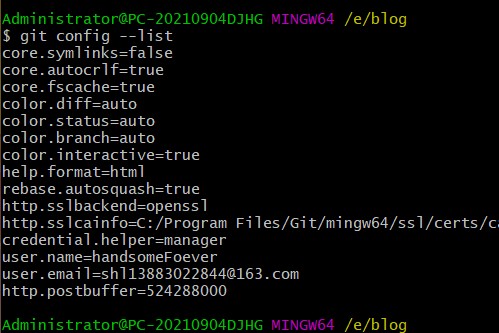 Administrator@PC-20210904DJHG MINGW64 /e/blog
$ git config --list
core.symlinks=false
core.autocrlf=true
core.fscache=true
color.diff=auto
color.status=auto
color.branch=auto
color.interactive=true
help.format=html
rebase.autosquash=true
http.sslbackend=openssl
http.sslcainfo=C:/Program Files/Git/mingw64/ssl/certs/ca
credential.helper=manager
user.name=handsomeFoever
user.email=shl13883022844@163.com
http.postbuffer=524288000
Administrator@PC-20210904DJHG MINGW64 /e/blog